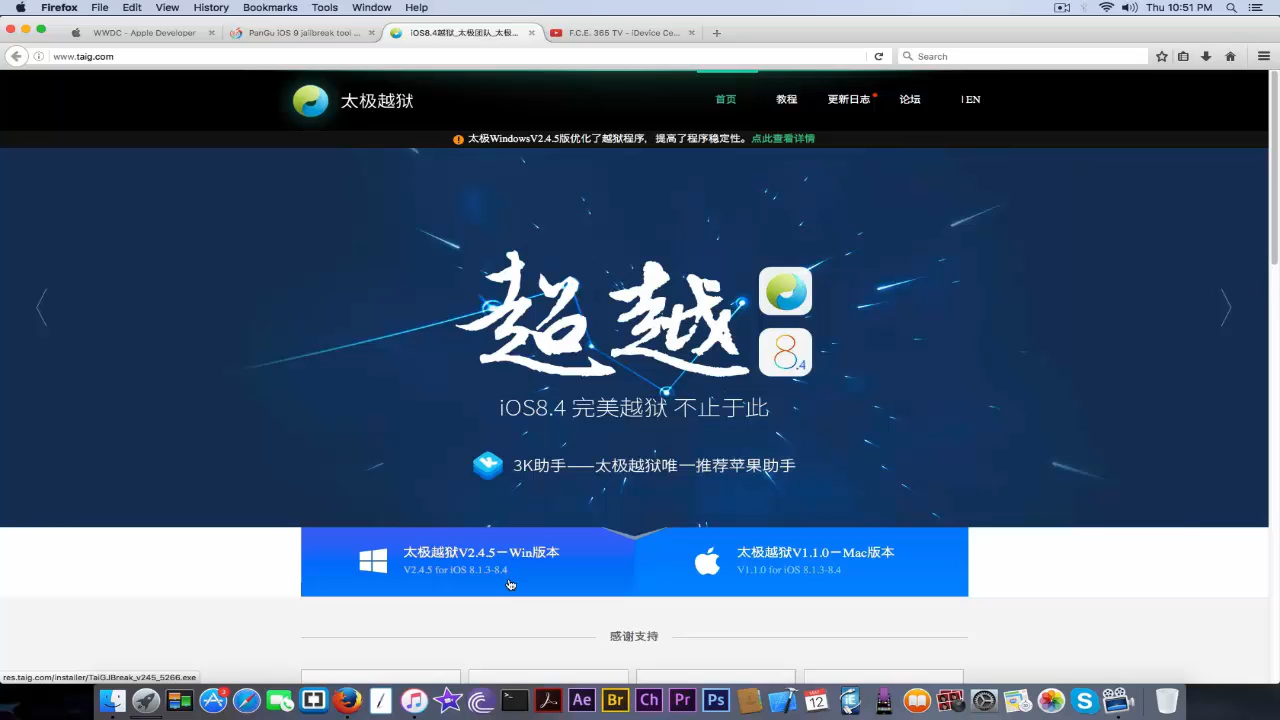 Firefox File Edit View History Bookmarks Tools Window Help Thu 10:51 PM
WWDC - Apple Developer PanGu iOS 9 jailbreak tool ... iOS8.4越狱_太极团队_太极... F.C.E. 365 TV - iDevice Ce...
www.taig.com Search
太极越狱 首页 教程 更新日志 论坛 | EN
太极WindowsV2.4.5版优化了越狱程序，提高了程序稳定性。点此查看详情
超越
8.4
iOS8.4 完美越狱 不止于此
3K助手——太极越狱唯一推荐苹果助手
太极越狱V2.4.5－Win版本
V2.4.5 for iOS 8.1.3-8.4
太极越狱V1.1.0－Mac版本
V1.1.0 for iOS 8.1.3-8.4
感谢支持
res.taig.com/installer/TaiGJBreak_v245_5266.exe
3 Ae Br Ch Pr Ps 12